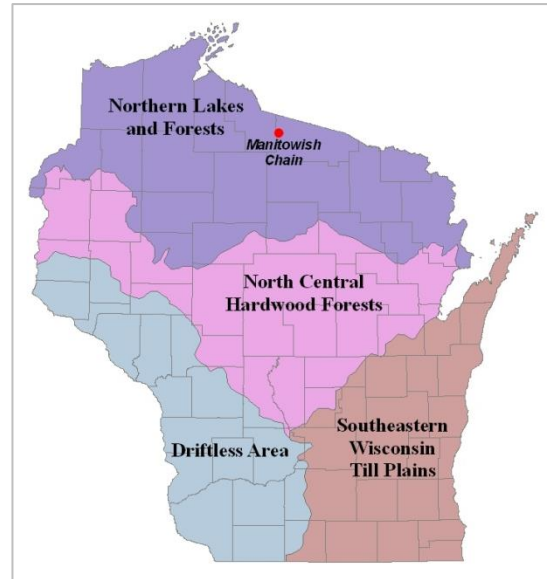 Northern Lakes
and Forests
Manitowish
Chain
North Central
Hardwood Forests
Driftless Area
Southeastern
Wisconsin
Till Plains